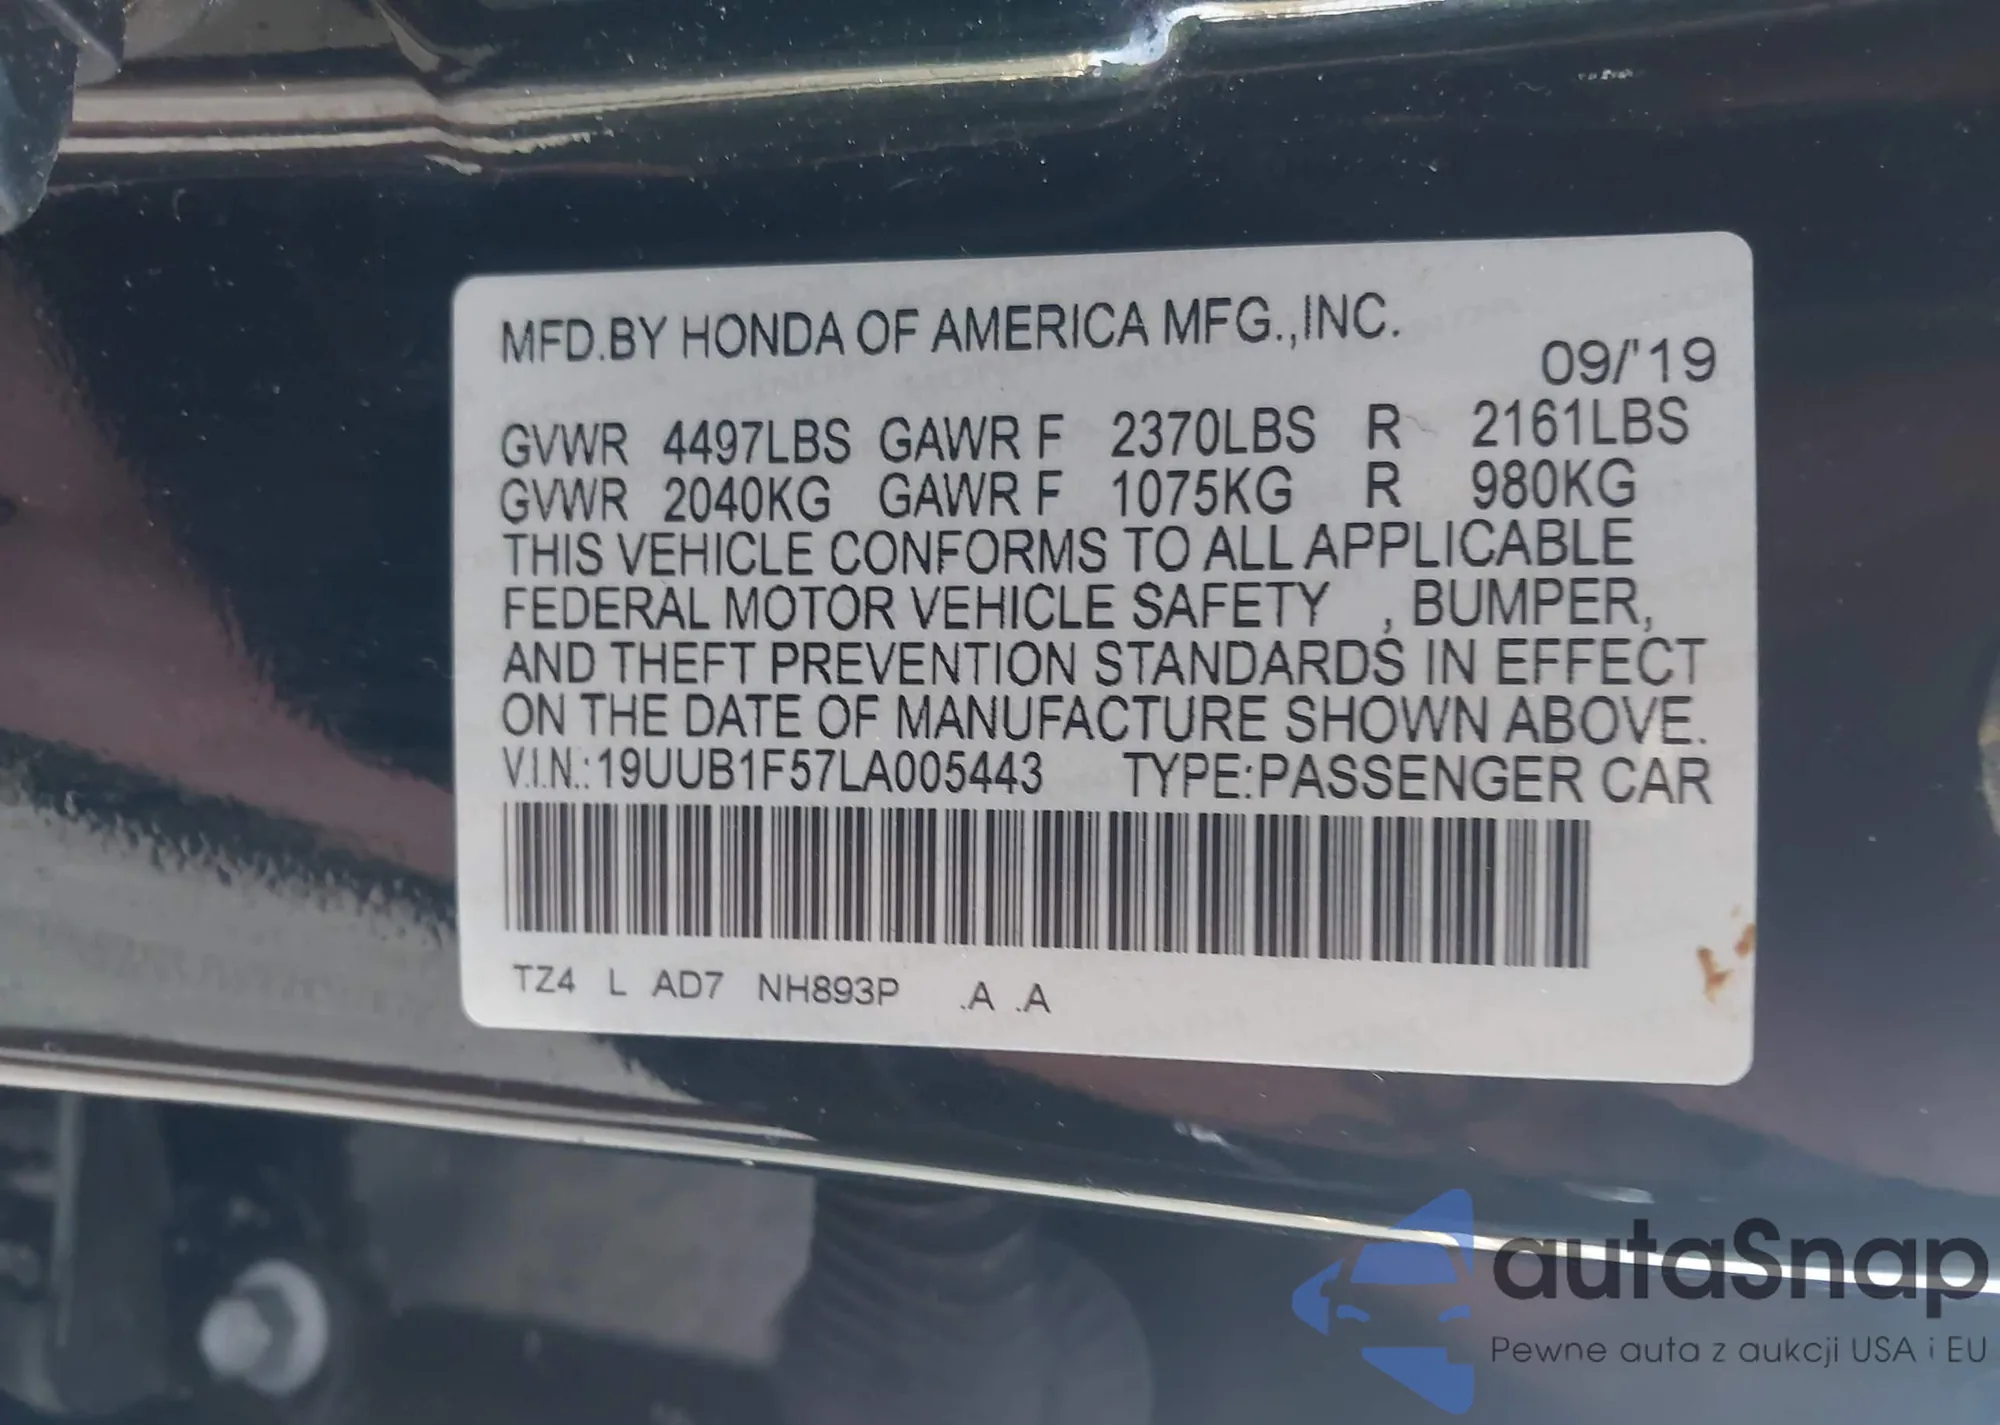 MFD.BY HONDA OF AMERICA MFG.,INC.
09/'19
GVWR 4497LBS GAWR F 2370LBS R 2161LBS
GVWR 2040KG GAWR F 1075KG R 980KG
THIS VEHICLE CONFORMS TO ALL APPLICABLE
FEDERAL MOTOR VEHICLE SAFETY , BUMPER,
AND THEFT PREVENTION STANDARDS IN EFFECT
ON THE DATE OF MANUFACTURE SHOWN ABOVE.
V.I.N.:19UUB1F57LA005443 TYPE:PASSENGER CAR
TZ4 L AD7 NH893P .A .A
autaSnap
Pewne auta z aukcji USA i EU